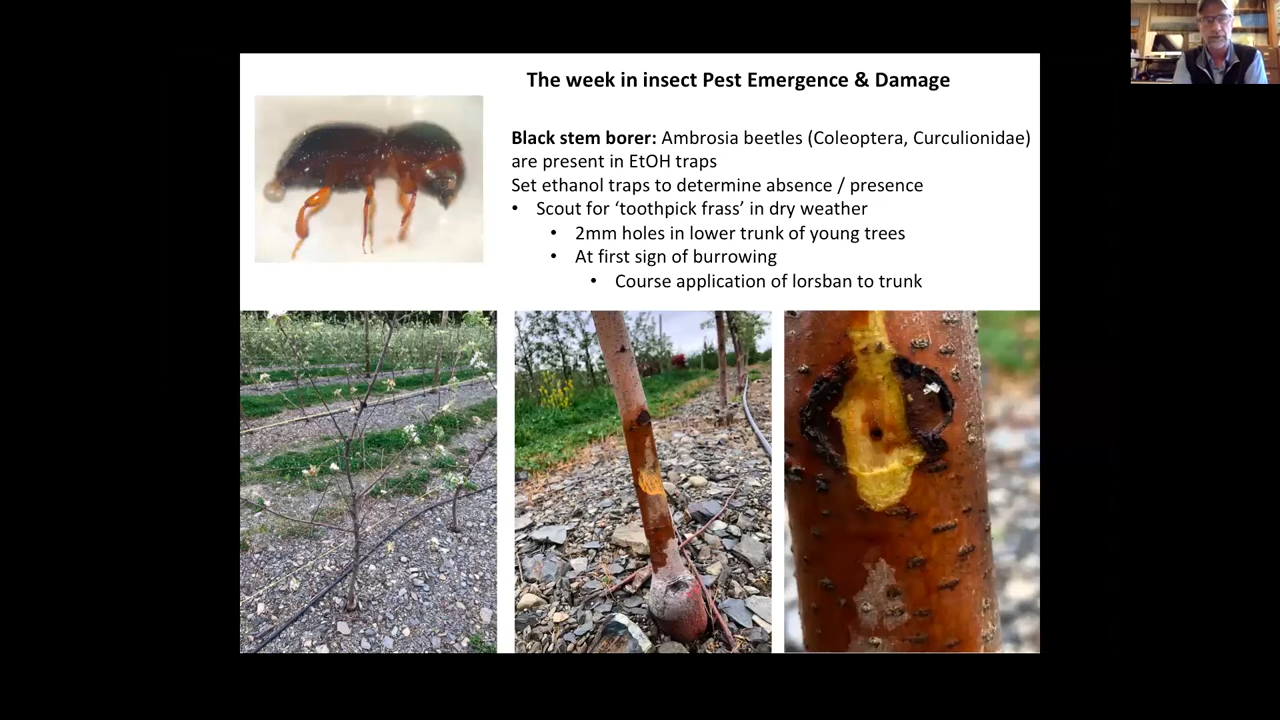 The week in insect Pest Emergence & Damage
Black stem borer: Ambrosia beetles (Coleoptera, Curculionidae)
are present in EtOH traps
Set ethanol traps to determine absence / presence
• Scout for ‘toothpick frass’ in dry weather
• 2mm holes in lower trunk of young trees
• At first sign of burrowing
• Course application of lorsban to trunk